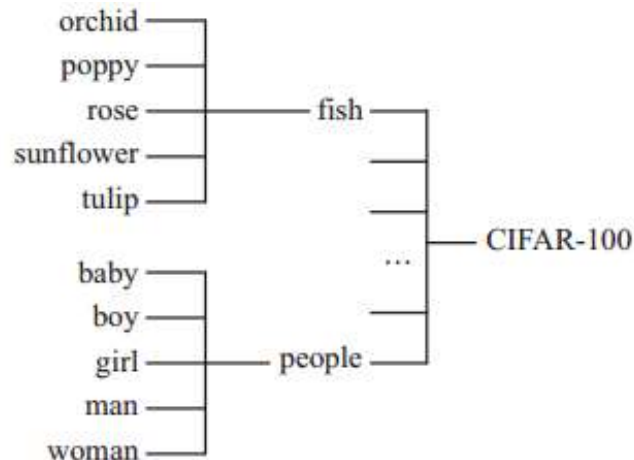 orchid
poppy
rose
sunflower
tulip
fish
...
CIFAR-100
baby
boy
girl
man
woman
people